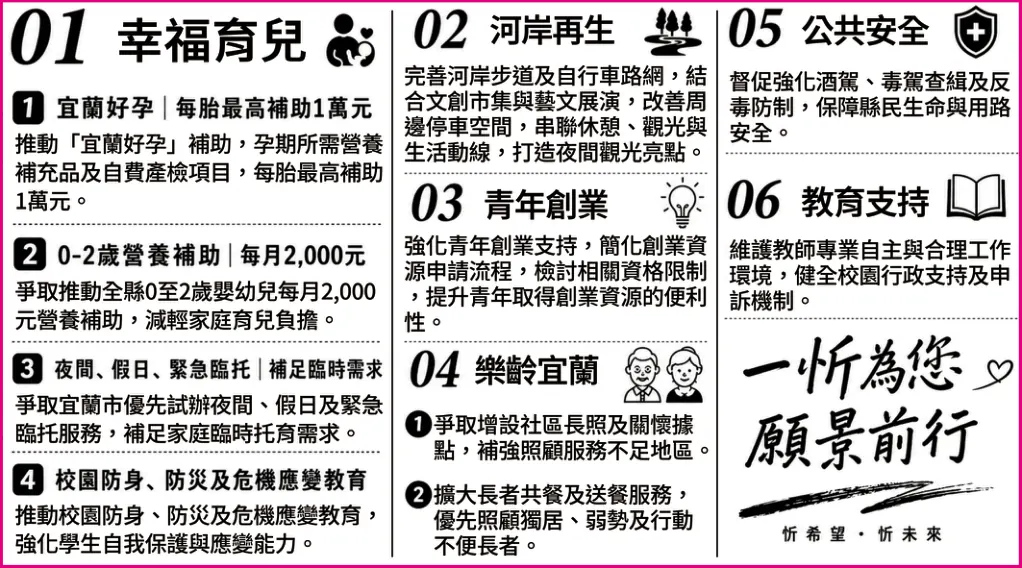 01 幸福育兒
1 宜蘭好孕｜每胎最高補助1萬元
推動「宜蘭好孕」補助，孕期所需營養
補充品及自費產檢項目，每胎最高補助
1萬元。
2 0-2歲營養補助｜每月2,000元
爭取推動全縣0至2歲嬰幼兒每月2,000
元營養補助，減輕家庭育兒負擔。
3 夜間、假日、緊急臨托｜補足臨時需求
爭取宜蘭市優先試辦夜間、假日及緊急
臨托服務，補足家庭臨時托育需求。
4 校園防身、防災及危機應變教育
推動校園防身、防災及危機應變教育，
強化學生自我保護與應變能力。
02 河岸再生
完善河岸步道及自行車路網，結
合文創市集與藝文展演，改善周
邊停車空間，串聯休憩、觀光與
生活動線，打造夜間觀光亮點。
03 青年創業
強化青年創業支持，簡化創業資
源申請流程，檢討相關資格限制
，提升青年取得創業資源的便利
性。
04 樂齡宜蘭
1 爭取增設社區長照及關懷據
點，補強照顧服務不足地區。
2 擴大長者共餐及送餐服務，
優先照顧獨居、弱勢及行動
不便長者。
05 公共安全
督促強化酒駕、毒駕查緝及反
毒防制，保障縣民生命與用路
安全。
06 教育支持
維護教師專業自主與合理工作
環境，健全校園行政支持及申
訴機制。
一忻為您
願景前行
忻希望・忻未來